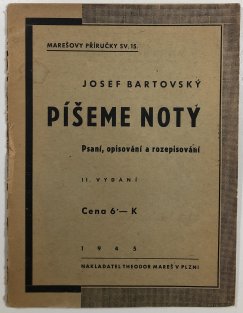 MAREŠOVY PŘÍRUČKY SV. 15.
JOSEF BARTOVSKÝ
PÍŠEME NOTY
Psaní, opisování a rozepisování
II. VYDÁNÍ
Cena 6·— K
1945
NAKLADATEL THEODOR MAREŠ V PLZNI